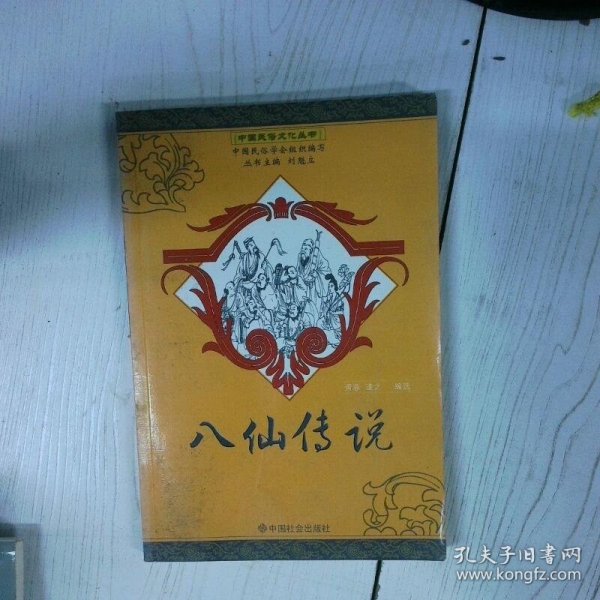 中国民俗文化丛书
中国民俗学会组织编写
丛书主编 刘魁立
编选
八仙传说
中国社会出版社
孔夫子旧书网
www.kongfz.com